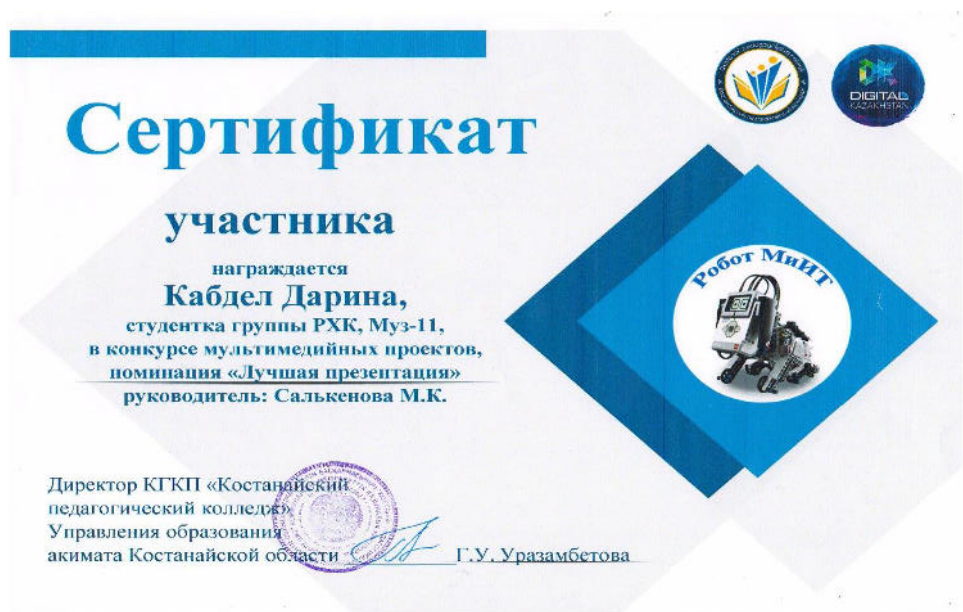 Сертификат
DIGITAL
KAZAKHSTAN
участника
награждается
Кабдел Дарина,
студентка группы РХК, Муз-11,
в конкурсе мультимедийных проектов,
поминация «Лучшая презентация»
руководитель: Салькенова М.К.
Робот МиИТ
Директор КГКП «Костанайский
педагогический колледж»
Управления образования
акимата Костанайской области
Г.У. Уразамбетова